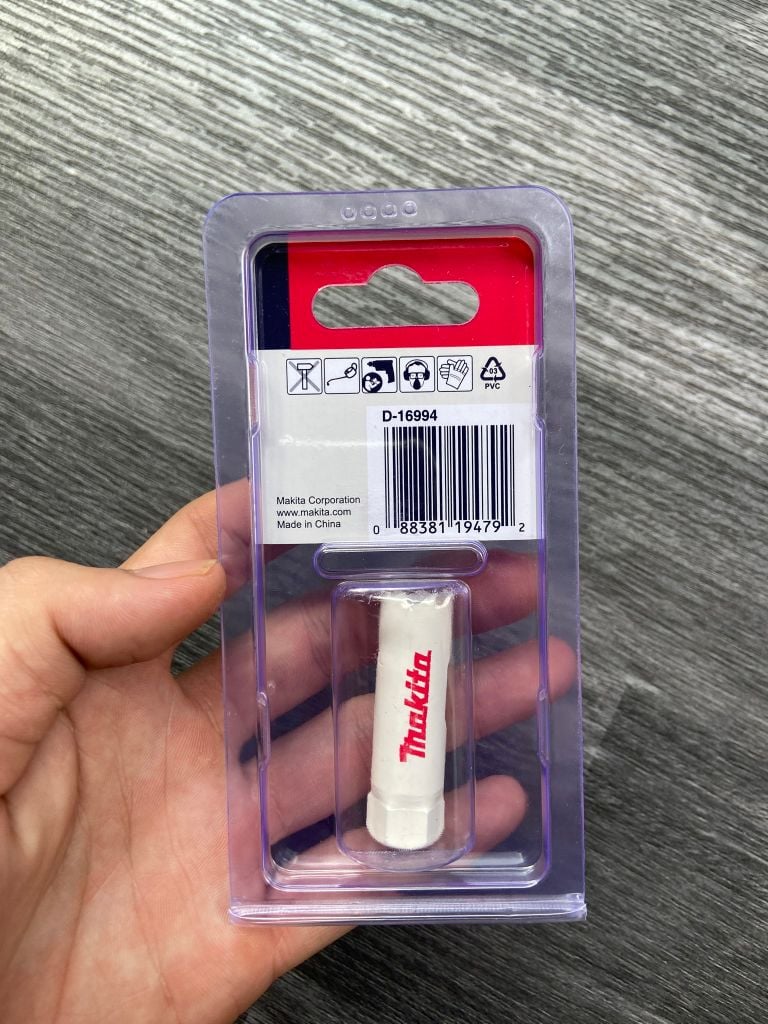 03
PVC
D-16994
Makita Corporation
www.makita.com
Made in China
0 88381 19479 2
Makita